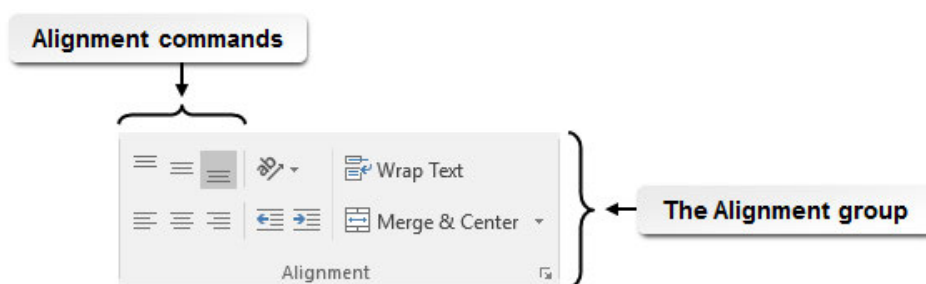 Alignment commands
Wrap Text
Merge & Center
The Alignment group
Alignment